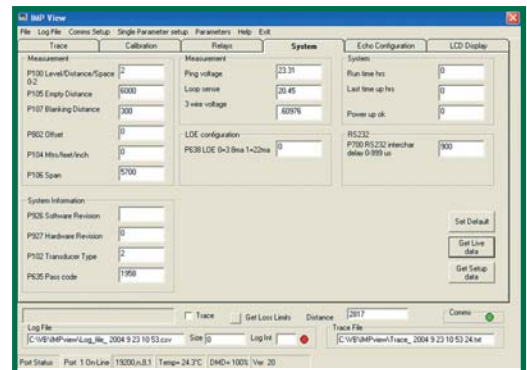 IMP View
File Log File Comms Setup Single Parameter setup Parameters Help Exit
Trace Calibration Relays System Echo Configuration LCD Display
Measurement
P100 Level/Distance/Space 0-2 2
P105 Empty Distance 6000
P107 Blanking Distance 300
P802 Offset 0
P104 Mtrs/feet/inch 0
P106 Span 5700
Measurement
Ping voltage 23.31
Loop sense 20.45
3 wire voltage .60976
LOE configuration
P638 LOE 0=3.8ma 1=22ma 0
System
Run time hrs 0
Last time up hrs 0
Power up ok 0
RS232
P700 RS232 interchar delay 0-999 us 900
System Information
P926 Software Revision
P927 Hardware Revision 0
P102 Transducer Type 2
P635 Pass code 1958
Set Default
Get Live data
Get Setup data
Trace Get Loss Limits Distance 2817 Comms
Log File
C:\VB\IMPview\Log_file_ 2004 9 23 10 53.csv Size 0 Log Int
Trace File
C:\VB\IMPview\Trace_ 2004 9 23 10 53 24.txt
Port Status Port 1 On Line 19200,n,8,1 Temp= 24.3°C DMD= 100% Ver 20